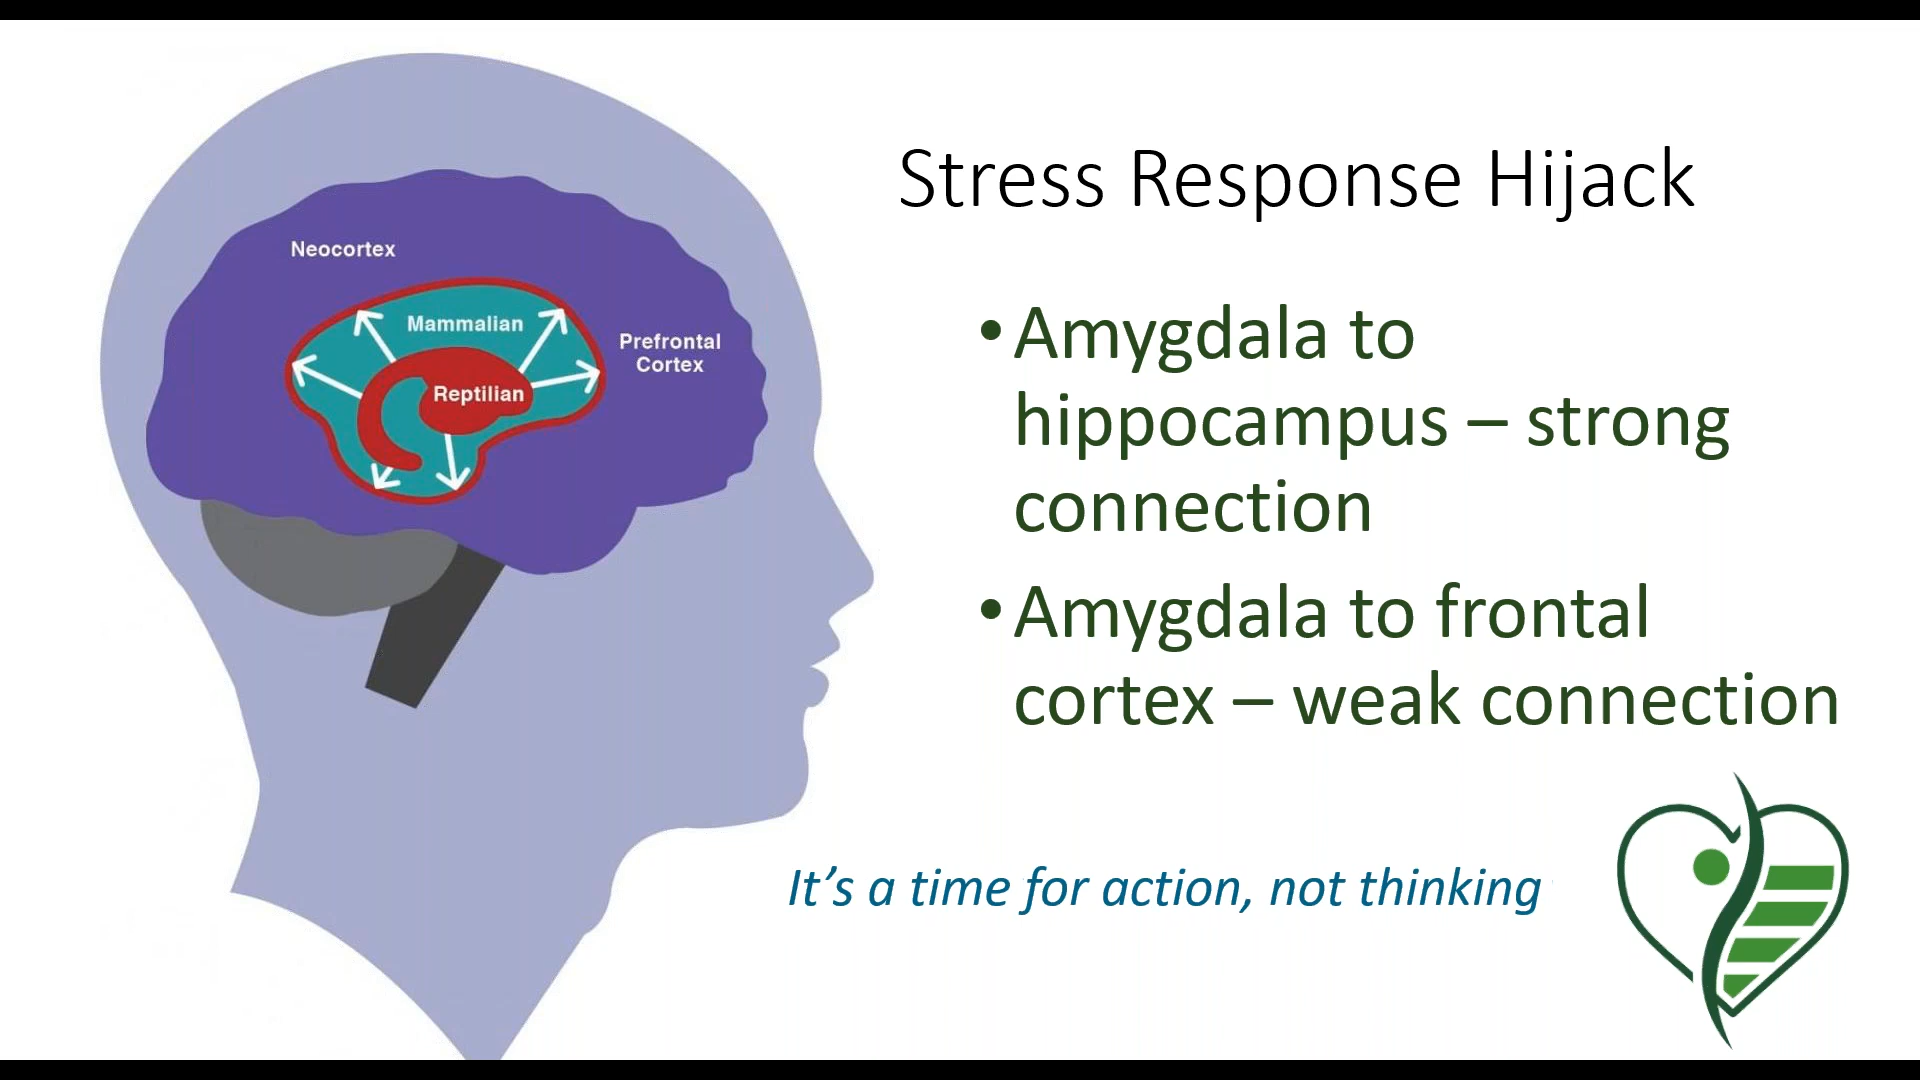 Stress Response Hijack
Neocortex
Mammalian
Prefrontal
Cortex
Reptilian
•Amygdala to
hippocampus – strong
connection
•Amygdala to frontal
cortex – weak connection
It’s a time for action, not thinking